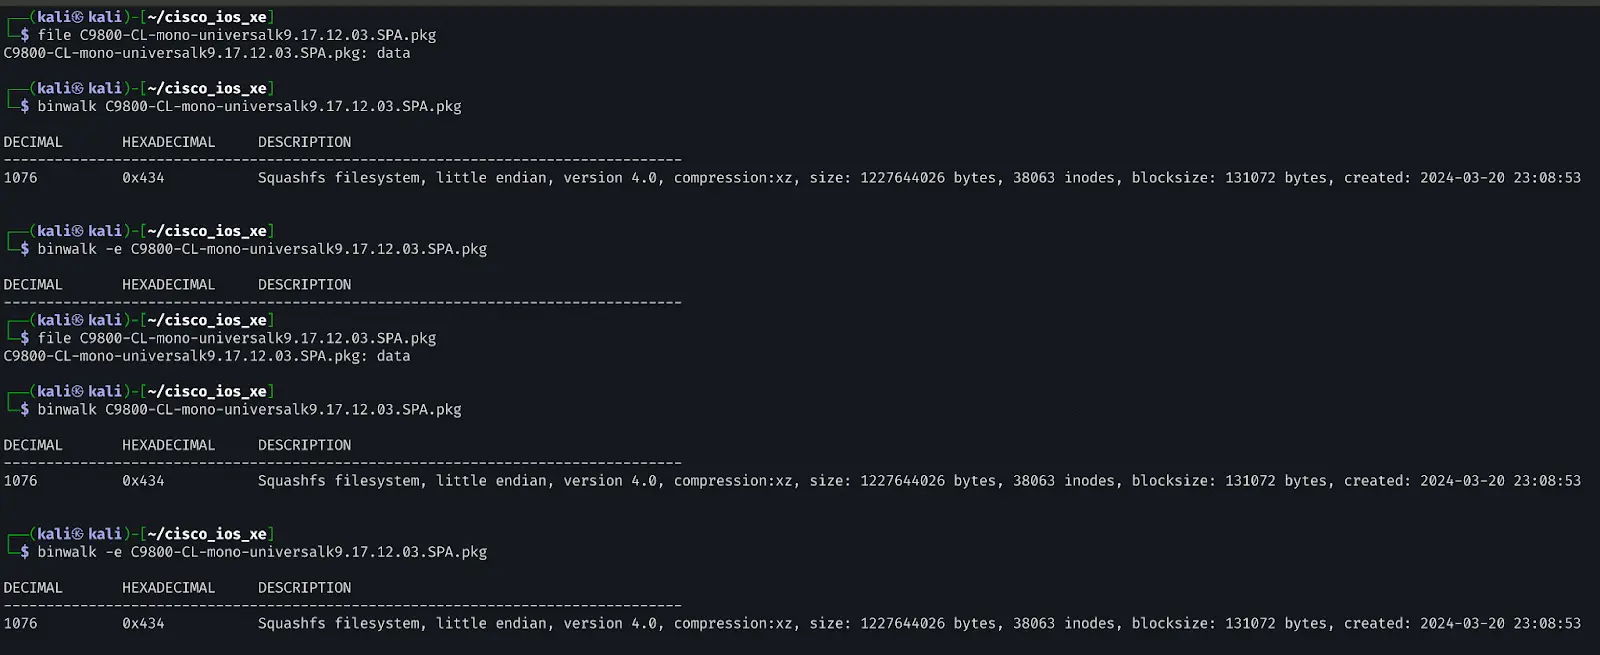 ┌──(kali㉿kali)-[~/cisco_ios_xe]
└─$ file C9800-CL-mono-universalk9.17.12.03.SPA.pkg
C9800-CL-mono-universalk9.17.12.03.SPA.pkg: data
┌──(kali㉿kali)-[~/cisco_ios_xe]
└─$ binwalk C9800-CL-mono-universalk9.17.12.03.SPA.pkg
DECIMAL       HEXADECIMAL     DESCRIPTION
--------------------------------------------------------------------------------
1076          0x434           Squashfs filesystem, little endian, version 4.0, compression:xz, size: 1227644026 bytes, 38063 inodes, blocksize: 131072 bytes, created: 2024-03-20 23:08:53
┌──(kali㉿kali)-[~/cisco_ios_xe]
└─$ binwalk -e C9800-CL-mono-universalk9.17.12.03.SPA.pkg
DECIMAL       HEXADECIMAL     DESCRIPTION
--------------------------------------------------------------------------------
┌──(kali㉿kali)-[~/cisco_ios_xe]
└─$ file C9800-CL-mono-universalk9.17.12.03.SPA.pkg
C9800-CL-mono-universalk9.17.12.03.SPA.pkg: data
┌──(kali㉿kali)-[~/cisco_ios_xe]
└─$ binwalk C9800-CL-mono-universalk9.17.12.03.SPA.pkg
DECIMAL       HEXADECIMAL     DESCRIPTION
--------------------------------------------------------------------------------
1076          0x434           Squashfs filesystem, little endian, version 4.0, compression:xz, size: 1227644026 bytes, 38063 inodes, blocksize: 131072 bytes, created: 2024-03-20 23:08:53
┌──(kali㉿kali)-[~/cisco_ios_xe]
└─$ binwalk -e C9800-CL-mono-universalk9.17.12.03.SPA.pkg
DECIMAL       HEXADECIMAL     DESCRIPTION
--------------------------------------------------------------------------------
1076          0x434           Squashfs filesystem, little endian, version 4.0, compression:xz, size: 1227644026 bytes, 38063 inodes, blocksize: 131072 bytes, created: 2024-03-20 23:08:53